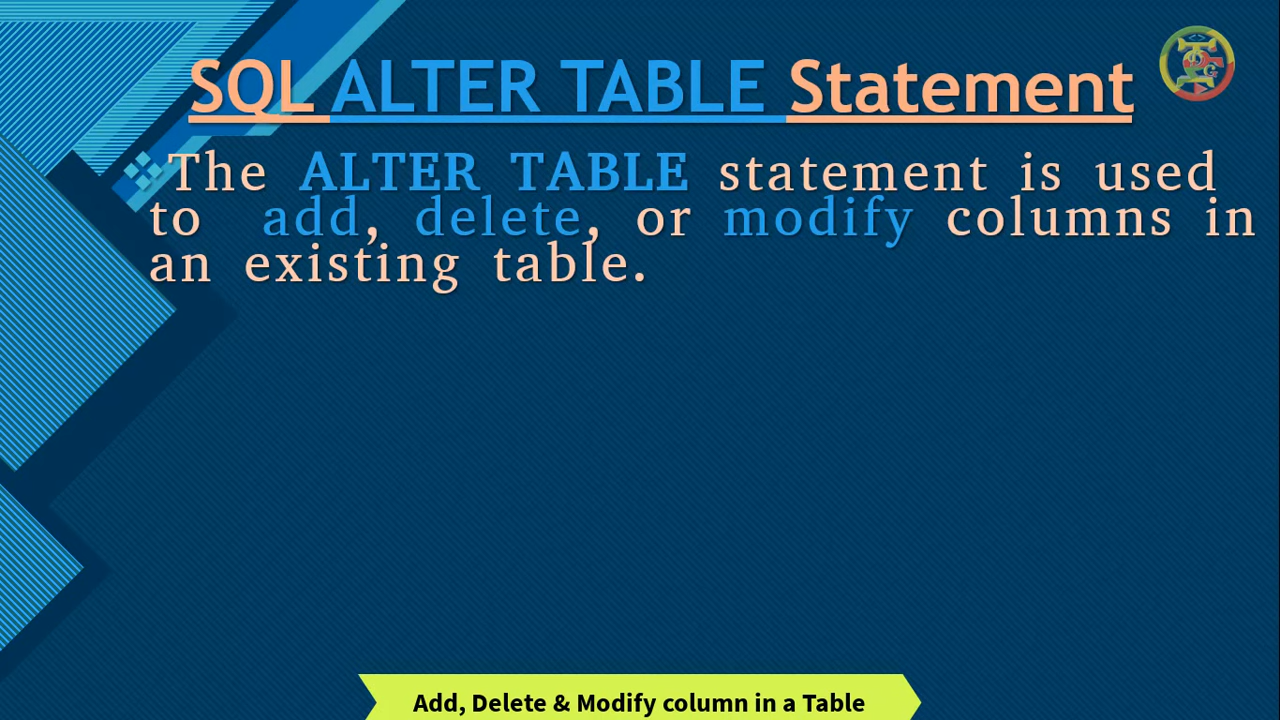 SQL ALTER TABLE Statement
The ALTER TABLE statement is used
to add, delete, or modify columns in
an existing table.
Add, Delete & Modify column in a Table